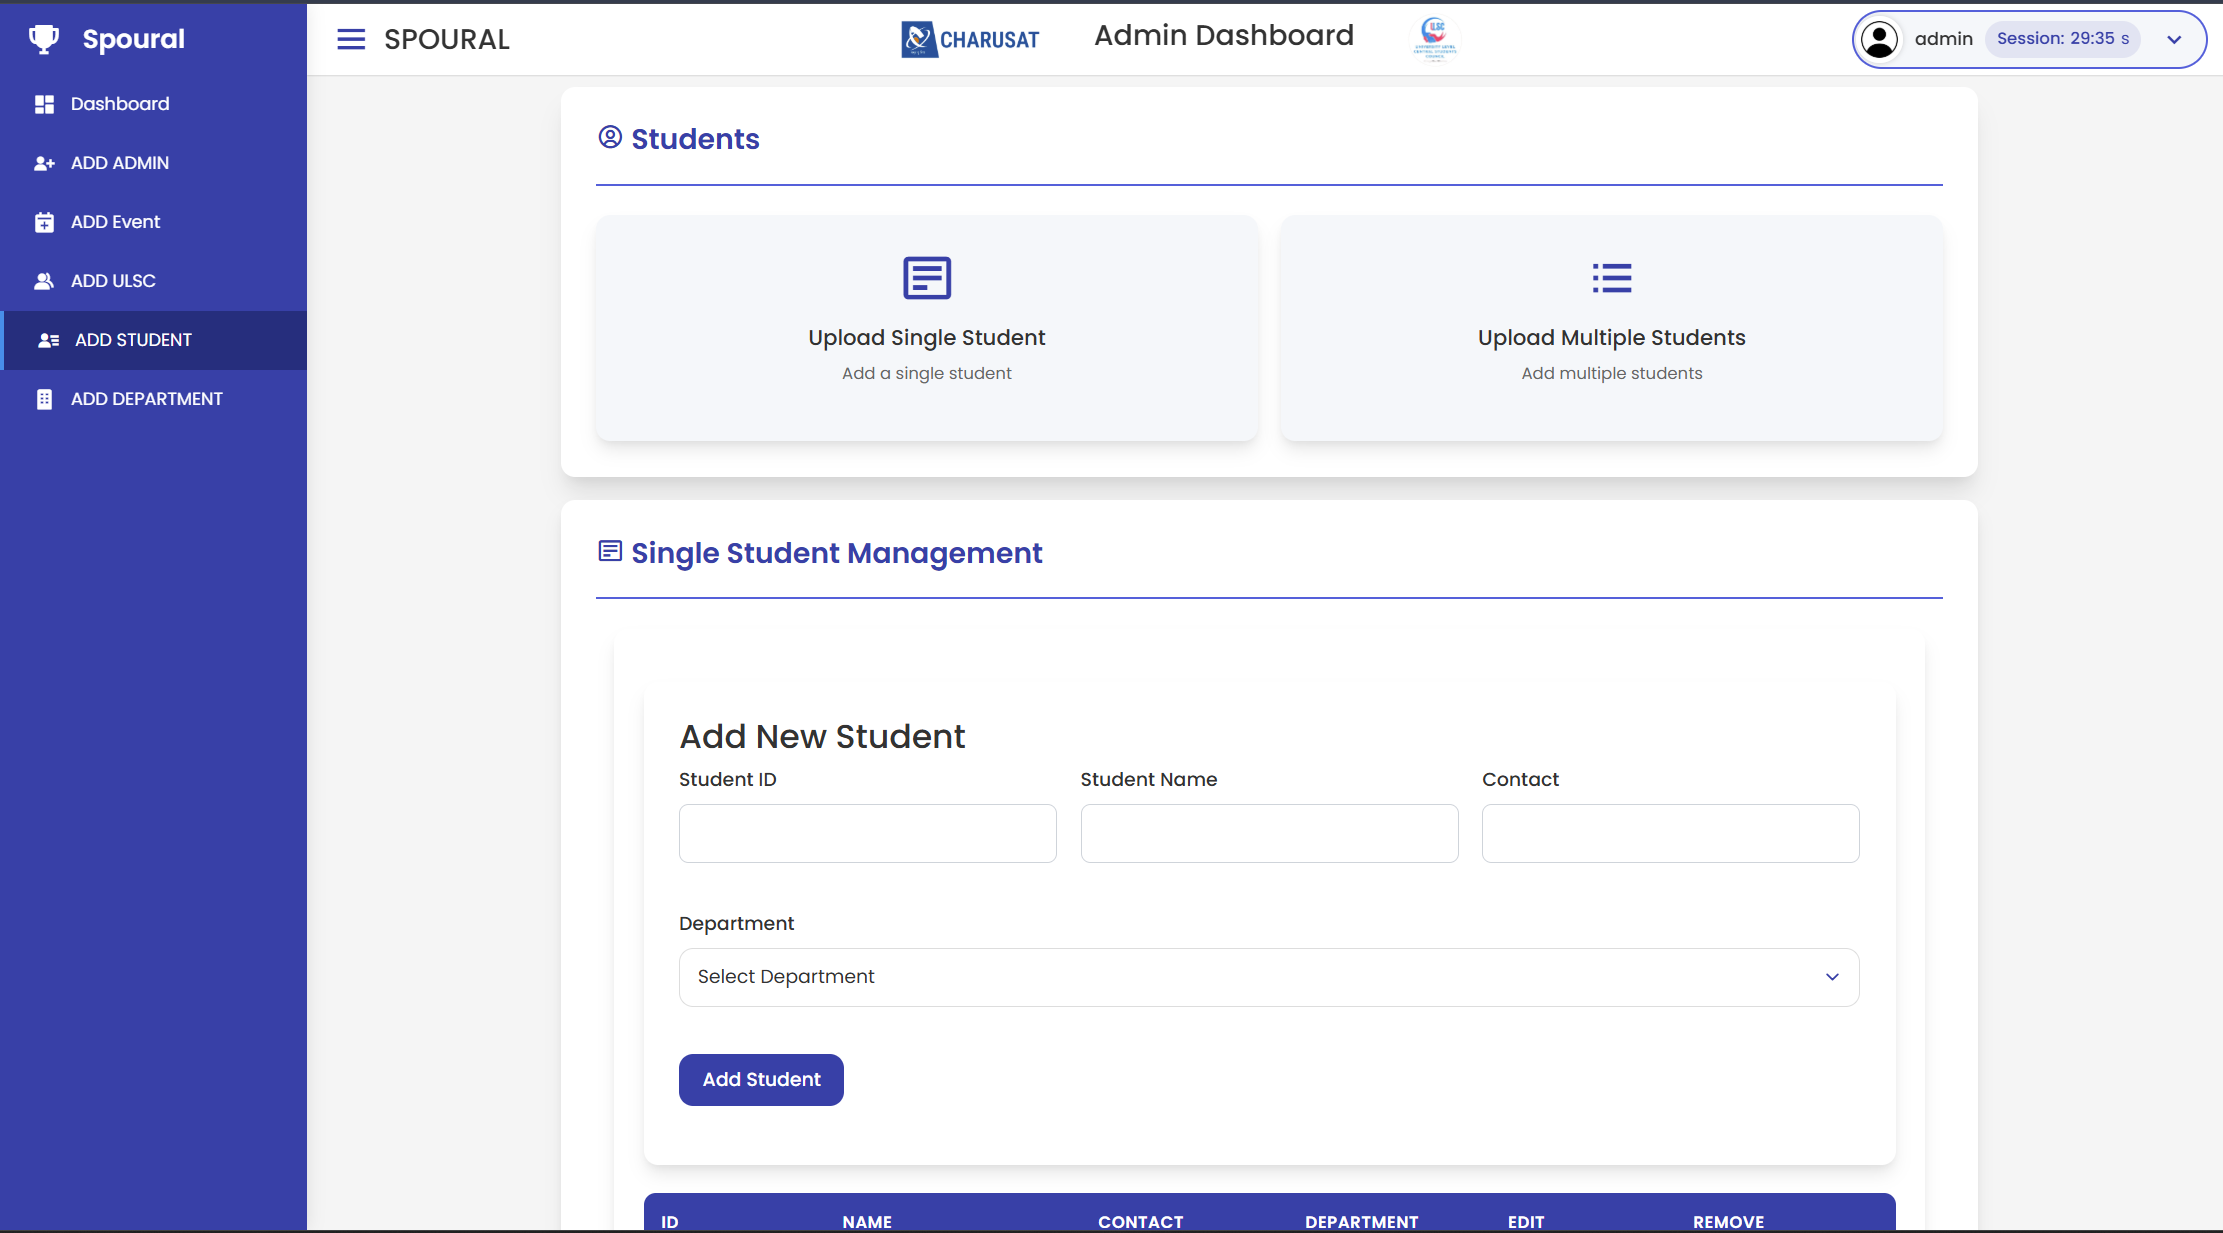 Spoural
Dashboard
ADD ADMIN
ADD Event
ADD ULSC
ADD STUDENT
ADD DEPARTMENT
SPOURAL
CHARUSAT
Admin Dashboard
ULSC
admin
Session: 29:35 s
Students
Upload Single Student
Add a single student
Upload Multiple Students
Add multiple students
Single Student Management
Add New Student
Student ID Student Name Contact
Department
Select Department
Add Student
ID NAME CONTACT DEPARTMENT EDIT REMOVE